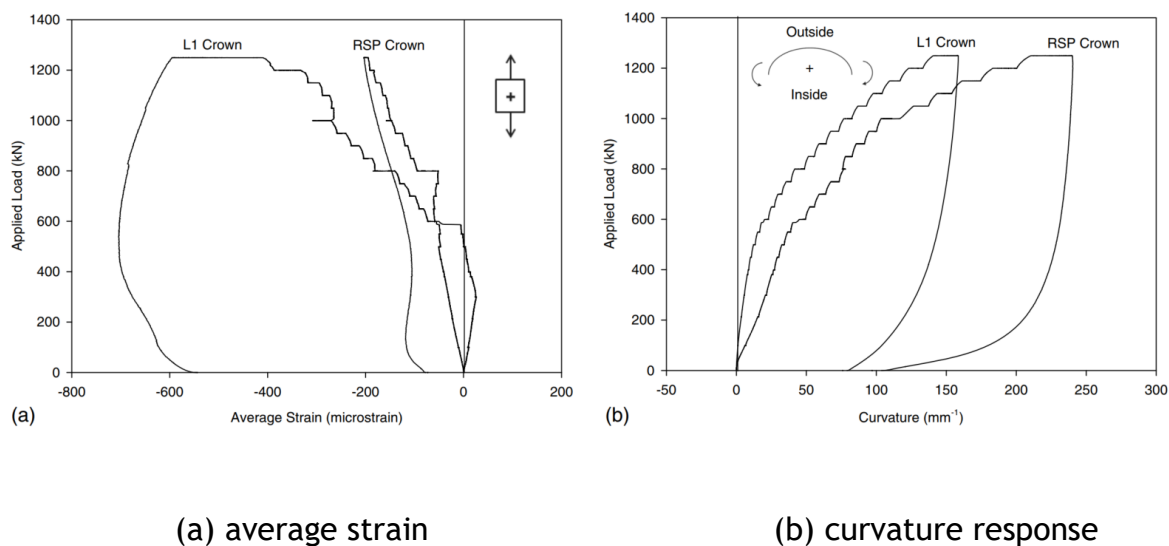 1400
1200
1000
800
600
400
200
0
Applied Load (kN)
L1 Crown
RSP Crown
-800
-600
-400
-200
0
200
Average Strain (microstrain)
(a)
1400
1200
1000
800
600
400
200
0
Applied Load (kN)
Outside
Inside
L1 Crown
RSP Crown
-50
0
50
100
150
200
250
300
Curvature (mm⁻¹)
(b)
(a) average strain
(b) curvature response